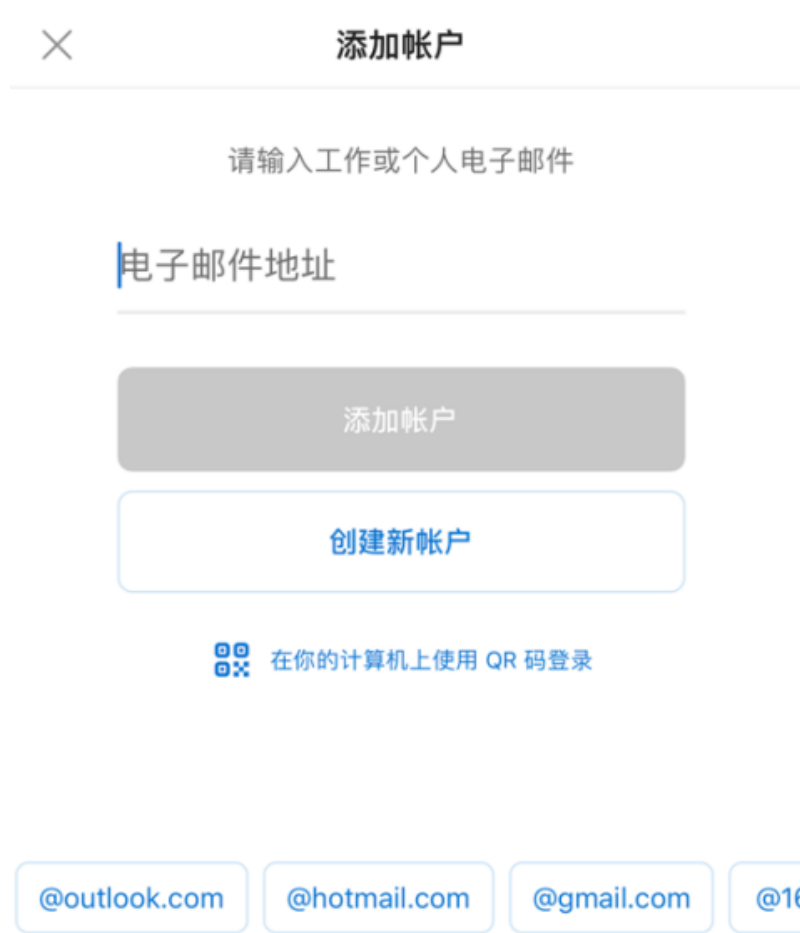 添加帐户
请输入工作或个人电子邮件
电子邮件地址
添加帐户
创建新帐户
在你的计算机上使用 QR 码登录
@outlook.com @hotmail.com @gmail.com